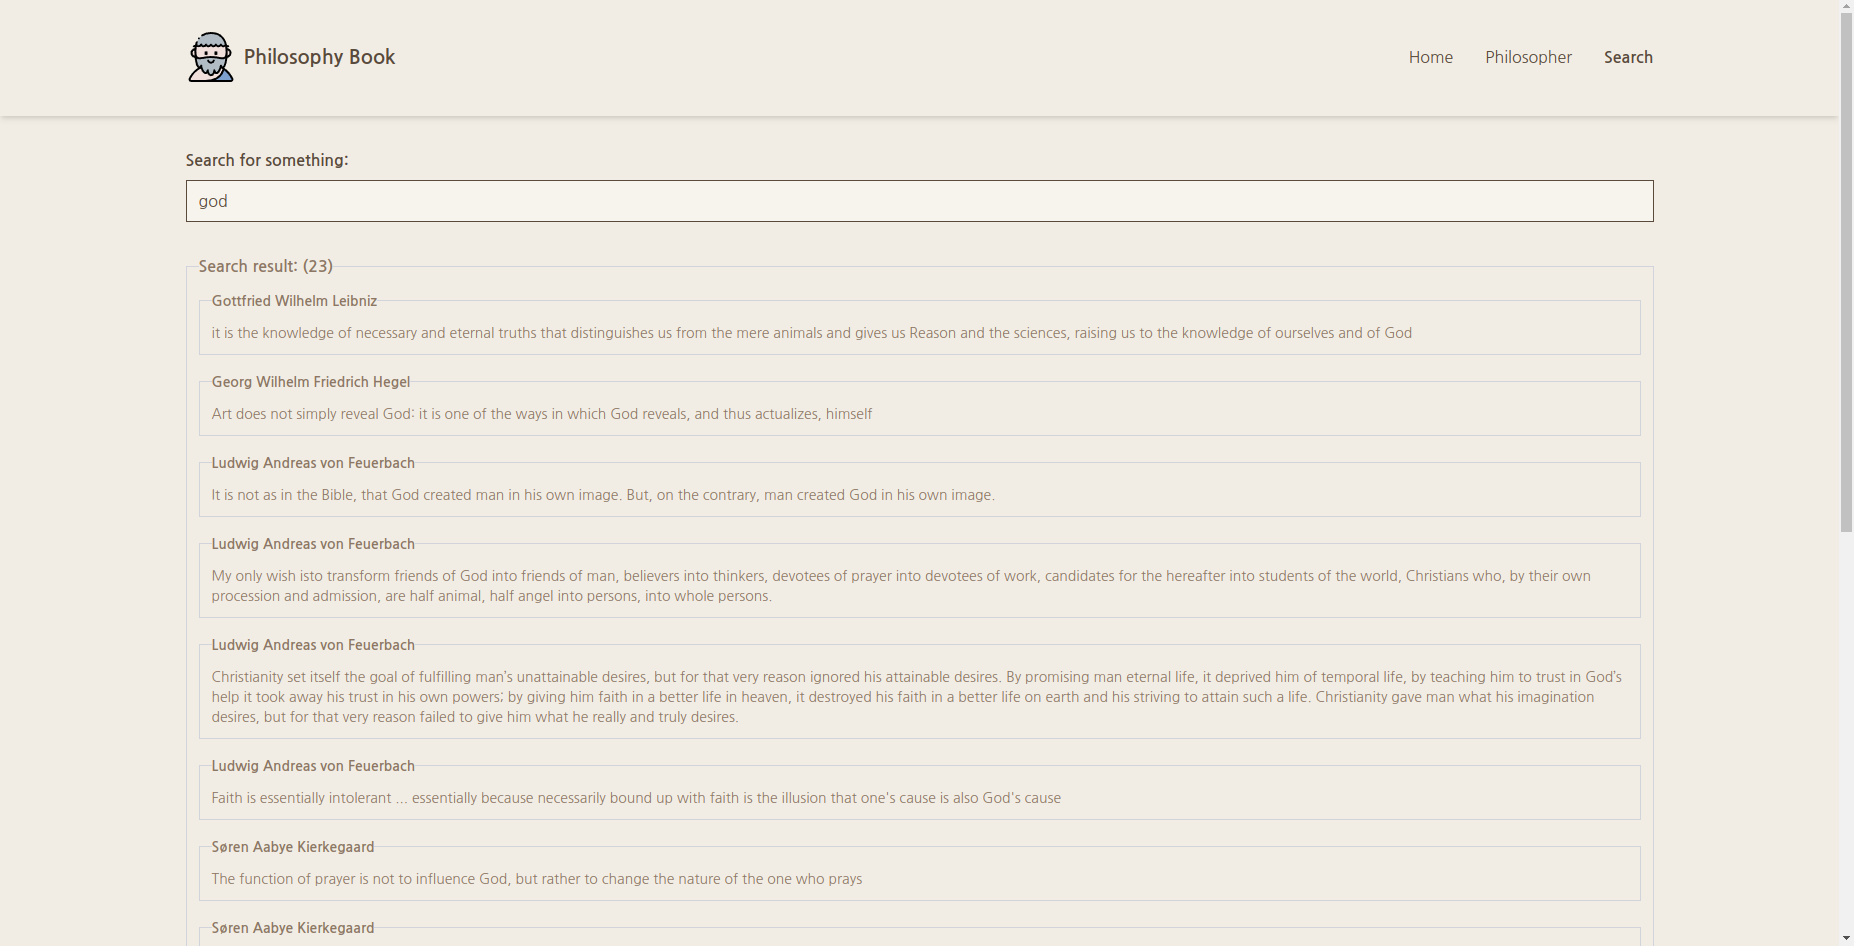 Philosophy Book
Home
Philosopher
Search
Search for something:
god
Search result: (23)
Gottfried Wilhelm Leibniz
it is the knowledge of necessary and eternal truths that distinguishes us from the mere animals and gives us Reason and the sciences, raising us to the knowledge of ourselves and of God
Georg Wilhelm Friedrich Hegel
Art does not simply reveal God: it is one of the ways in which God reveals, and thus actualizes, himself
Ludwig Andreas von Feuerbach
It is not as in the Bible, that God created man in his own image. But, on the contrary, man created God in his own image.
Ludwig Andreas von Feuerbach
My only wish isto transform friends of God into friends of man, believers into thinkers, devotees of prayer into devotees of work, candidates for the hereafter into students of the world, Christians who, by their own
procession and admission, are half animal, half angel into persons, into whole persons.
Ludwig Andreas von Feuerbach
Christianity set itself the goal of fulfilling man's unattainable desires, but for that very reason ignored his attainable desires. By promising man eternal life, it deprived him of temporal life, by teaching him to trust in God's
help it took away his trust in his own powers; by giving him faith in a better life in heaven, it destroyed his faith in a better life on earth and his striving to attain such a life. Christianity gave man what his imagination
desires, but for that very reason failed to give him what he really and truly desires.
Ludwig Andreas von Feuerbach
Faith is essentially intolerant ... essentially because necessarily bound up with faith is the illusion that one's cause is also God's cause
Søren Aabye Kierkegaard
The function of prayer is not to influence God, but rather to change the nature of the one who prays
Søren Aabye Kierkegaard